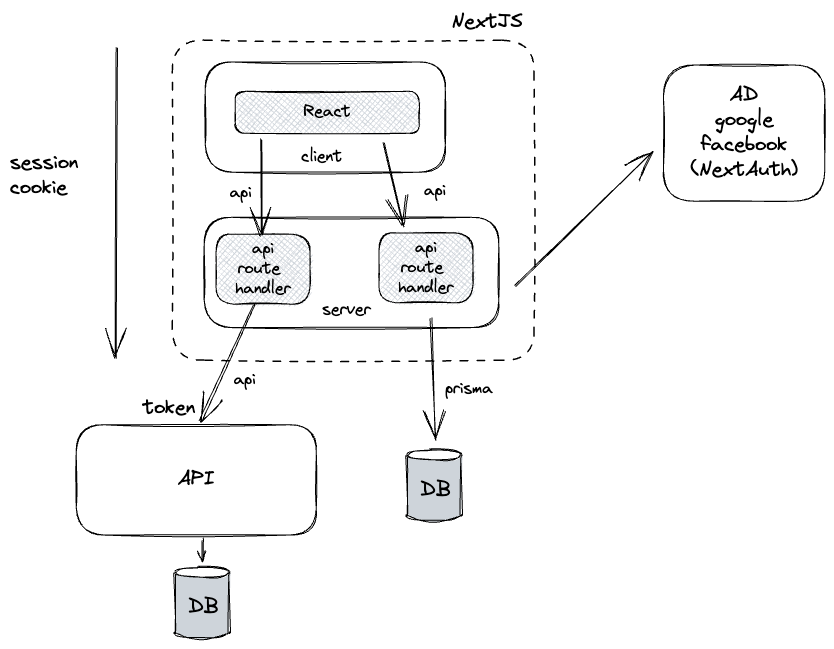 NextJS
React
client
session
cookie
AD
google
facebook
(NextAuth)
api
api
api
route
handler
api
route
handler
server
api
prisma
token
API
DB
DB